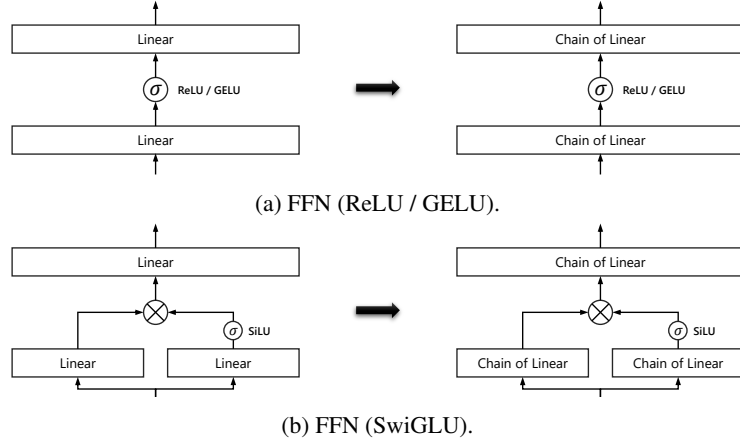 Linear Chain of Linear
σ ReLU / GELU σ ReLU / GELU
Linear Chain of Linear
(a) FFN (ReLU / GELU).
Linear Chain of Linear
σ SiLU σ SiLU
Linear Linear Chain of Linear Chain of Linear
(b) FFN (SwiGLU).